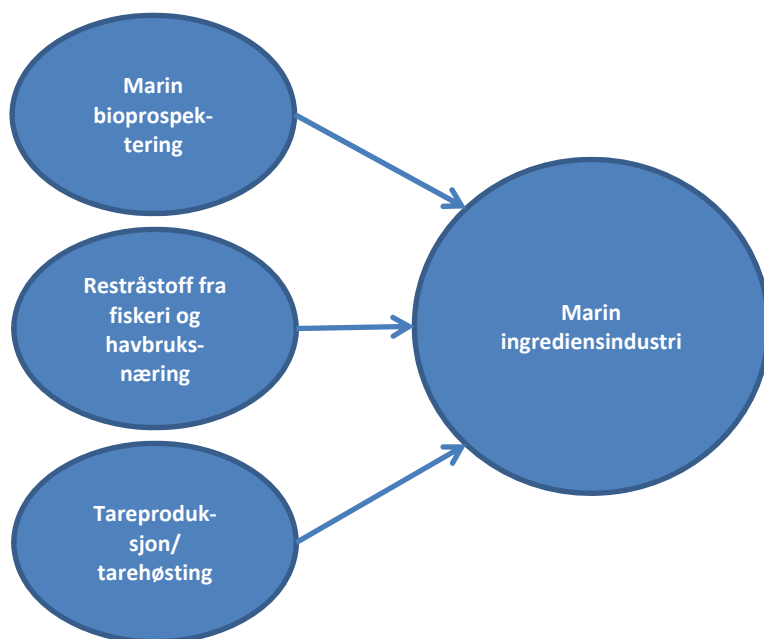 Marin
bioprospek-
tering
Restråstoff fra
fiskeri og
havbruks-
næring
Marin
ingrediensindustri
Tareproduk-
sjon/
tarehøsting